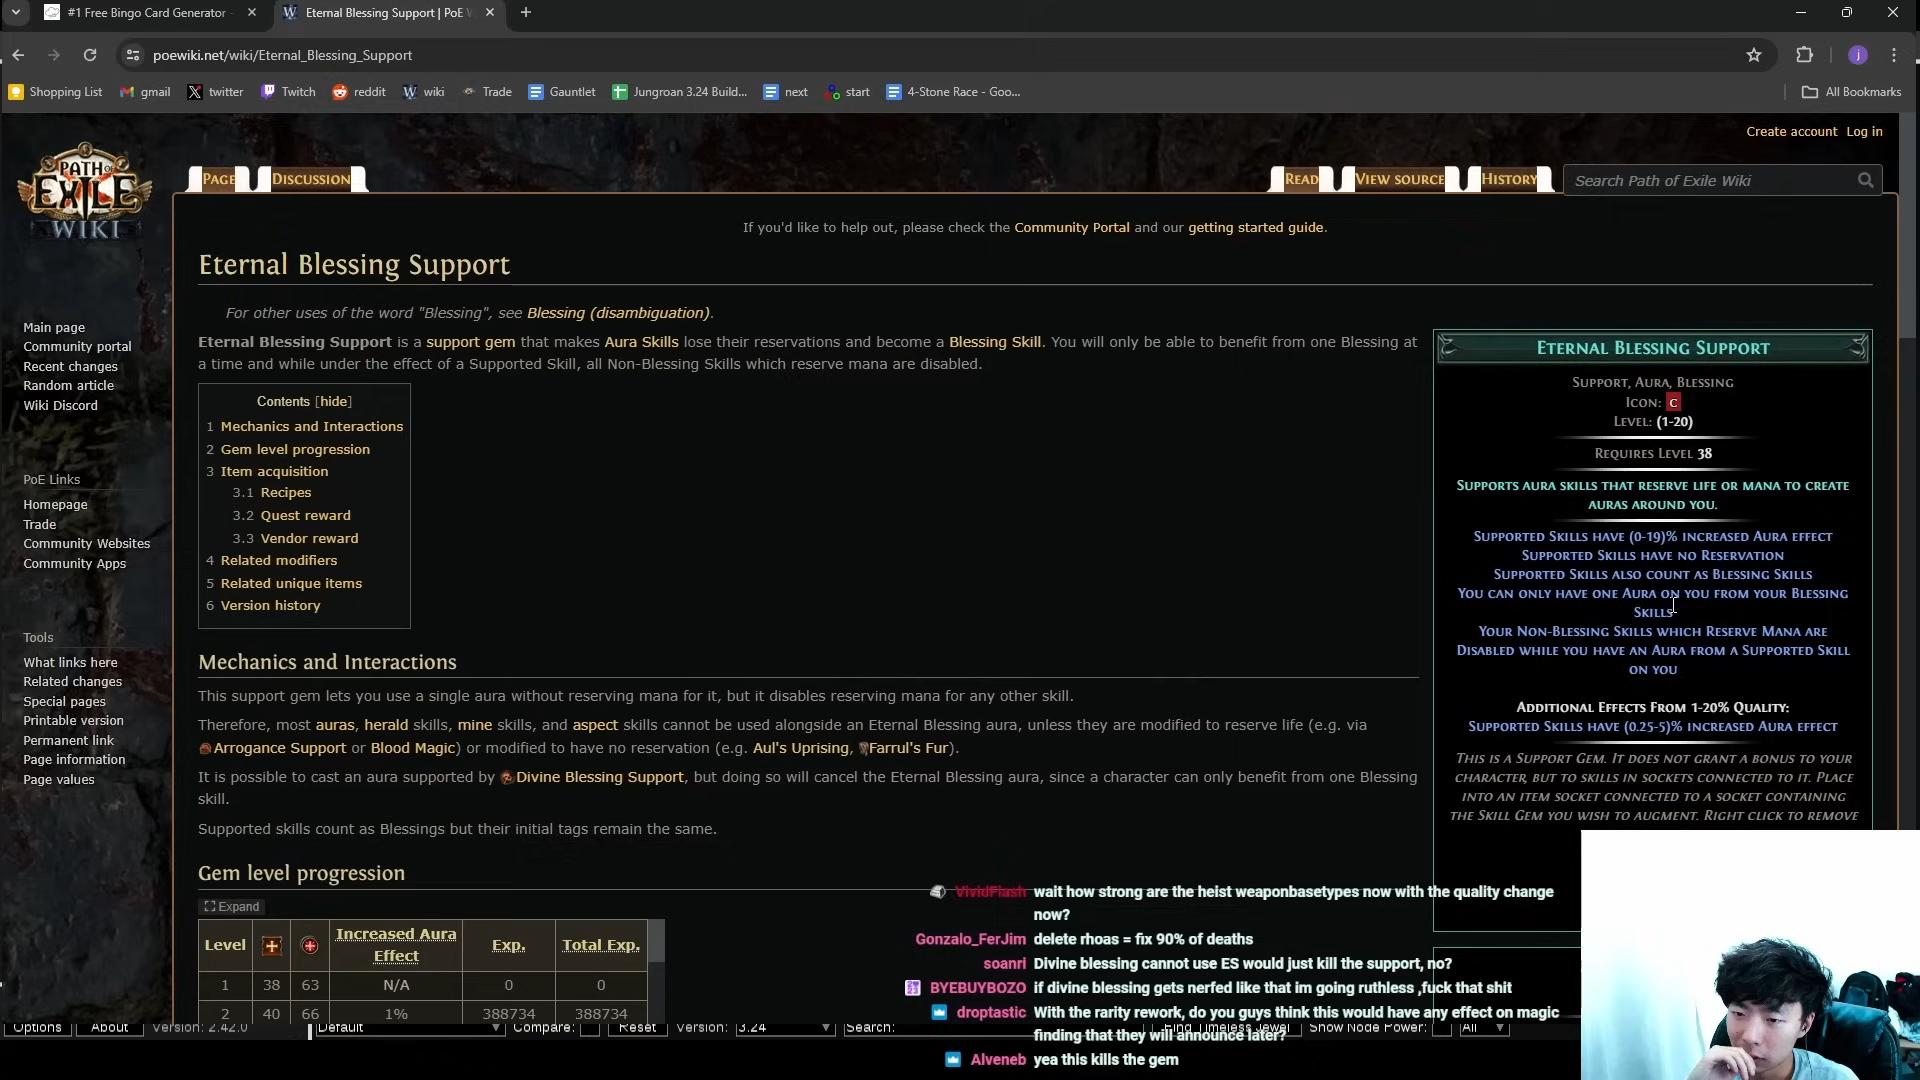 #1 Free Bingo Card Generator
Eternal Blessing Support | PoE W
poewiki.net/wiki/Eternal_Blessing_Support
j
Shopping List
gmail
twitter
Twitch
reddit
wiki
Trade
Gauntlet
Jungroan 3.24 Build...
next
start
4-Stone Race - Goo...
All Bookmarks
Create account Log in
PATH OF
EXILE
WIKI
PAGE
DISCUSSION
READ
VIEW SOURCE
HISTORY
Search Path of Exile Wiki
If you'd like to help out, please check the Community Portal and our getting started guide.
Eternal Blessing Support
For other uses of the word "Blessing", see Blessing (disambiguation).
Eternal Blessing Support is a support gem that makes Aura Skills lose their reservations and become a Blessing Skill. You will only be able to benefit from one Blessing at
a time and while under the effect of a Supported Skill, all Non-Blessing Skills which reserve mana are disabled.
Contents [hide]
1 Mechanics and Interactions
2 Gem level progression
3 Item acquisition
3.1 Recipes
3.2 Quest reward
3.3 Vendor reward
4 Related modifiers
5 Related unique items
6 Version history
Main page
Community portal
Recent changes
Random article
Wiki Discord
PoE Links
Homepage
Trade
Community Websites
Community Apps
Tools
What links here
Related changes
Special pages
Printable version
Permanent link
Page information
Page values
ETERNAL BLESSING SUPPORT
SUPPORT, AURA, BLESSING
ICON: C
LEVEL: (1-20)
REQUIRES LEVEL 38
SUPPORTS AURA SKILLS THAT RESERVE LIFE OR MANA TO CREATE
AURAS AROUND YOU.
SUPPORTED SKILLS HAVE (0-19)% INCREASED AURA EFFECT
SUPPORTED SKILLS HAVE NO RESERVATION
SUPPORTED SKILLS ALSO COUNT AS BLESSING SKILLS
YOU CAN ONLY HAVE ONE AURA ON YOU FROM YOUR BLESSING
SKILLS
YOUR NON-BLESSING SKILLS WHICH RESERVE MANA ARE
DISABLED WHILE YOU HAVE AN AURA FROM A SUPPORTED SKILL
ON YOU
ADDITIONAL EFFECTS FROM 1-20% QUALITY:
SUPPORTED SKILLS HAVE (0.25-5)% INCREASED AURA EFFECT
THIS IS A SUPPORT GEM. IT DOES NOT GRANT A BONUS TO YOUR
CHARACTER, BUT TO SKILLS IN SOCKETS CONNECTED TO IT. PLACE
INTO AN ITEM SOCKET CONNECTED TO A SOCKET CONTAINING
THE SKILL GEM YOU WISH TO AUGMENT. RIGHT CLICK TO REMOVE
Mechanics and Interactions
This support gem lets you use a single aura without reserving mana for it, but it disables reserving mana for any other skill.
Therefore, most auras, herald skills, mine skills, and aspect skills cannot be used alongside an Eternal Blessing aura, unless they are modified to reserve life (e.g. via
Arrogance Support or Blood Magic) or modified to have no reservation (e.g. Aul's Uprising, Farrul's Fur).
It is possible to cast an aura supported by Divine Blessing Support, but doing so will cancel the Eternal Blessing aura, since a character can only benefit from one Blessing
skill.
Supported skills count as Blessings but their initial tags remain the same.
Gem level progression
Expand
Level Increased Aura Effect Exp. Total Exp.
1 38 63 N/A 0 0
2 40 66 1% 388734 388734
VividFlash wait how strong are the heist weaponbasetypes now with the quality change
now?
Gonzalo_FerJim delete rhoas = fix 90% of deaths
soanri Divine blessing cannot use ES would just kill the support, no?
BYEBUYBOZO if divine blessing gets nerfed like that im going ruthless ,fuck that shit
droptastic With the rarity rework, do you guys think this would have any effect on magic
finding that they will announce later?
Alveneb yea this kills the gem
Options About Version: 2.42.0 Default Compare: Reset Version: 3.24 Search: Find Timeless Jewel Show Node Power: All